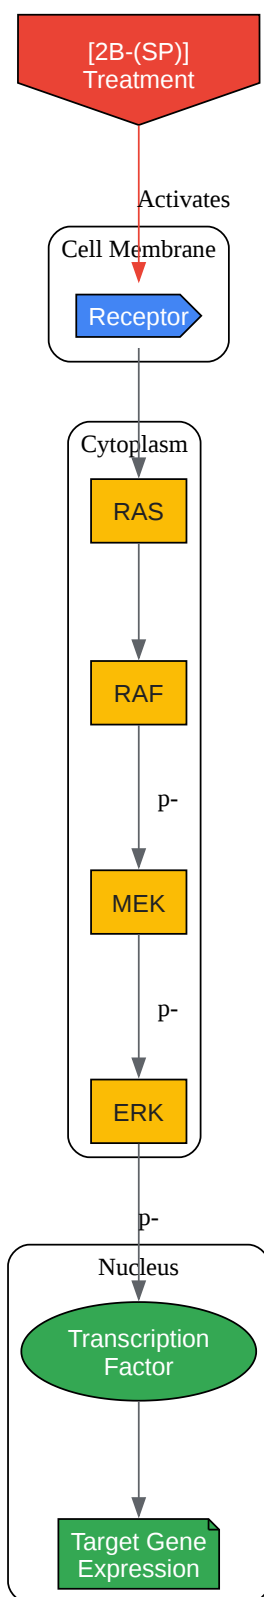 [2B-(SP)]
Treatment
Activates
Cell Membrane
Receptor
Cytoplasm
RAS
RAF
p-
MEK
p-
ERK
p-
Nucleus
Transcription
Factor
Target Gene
Expression